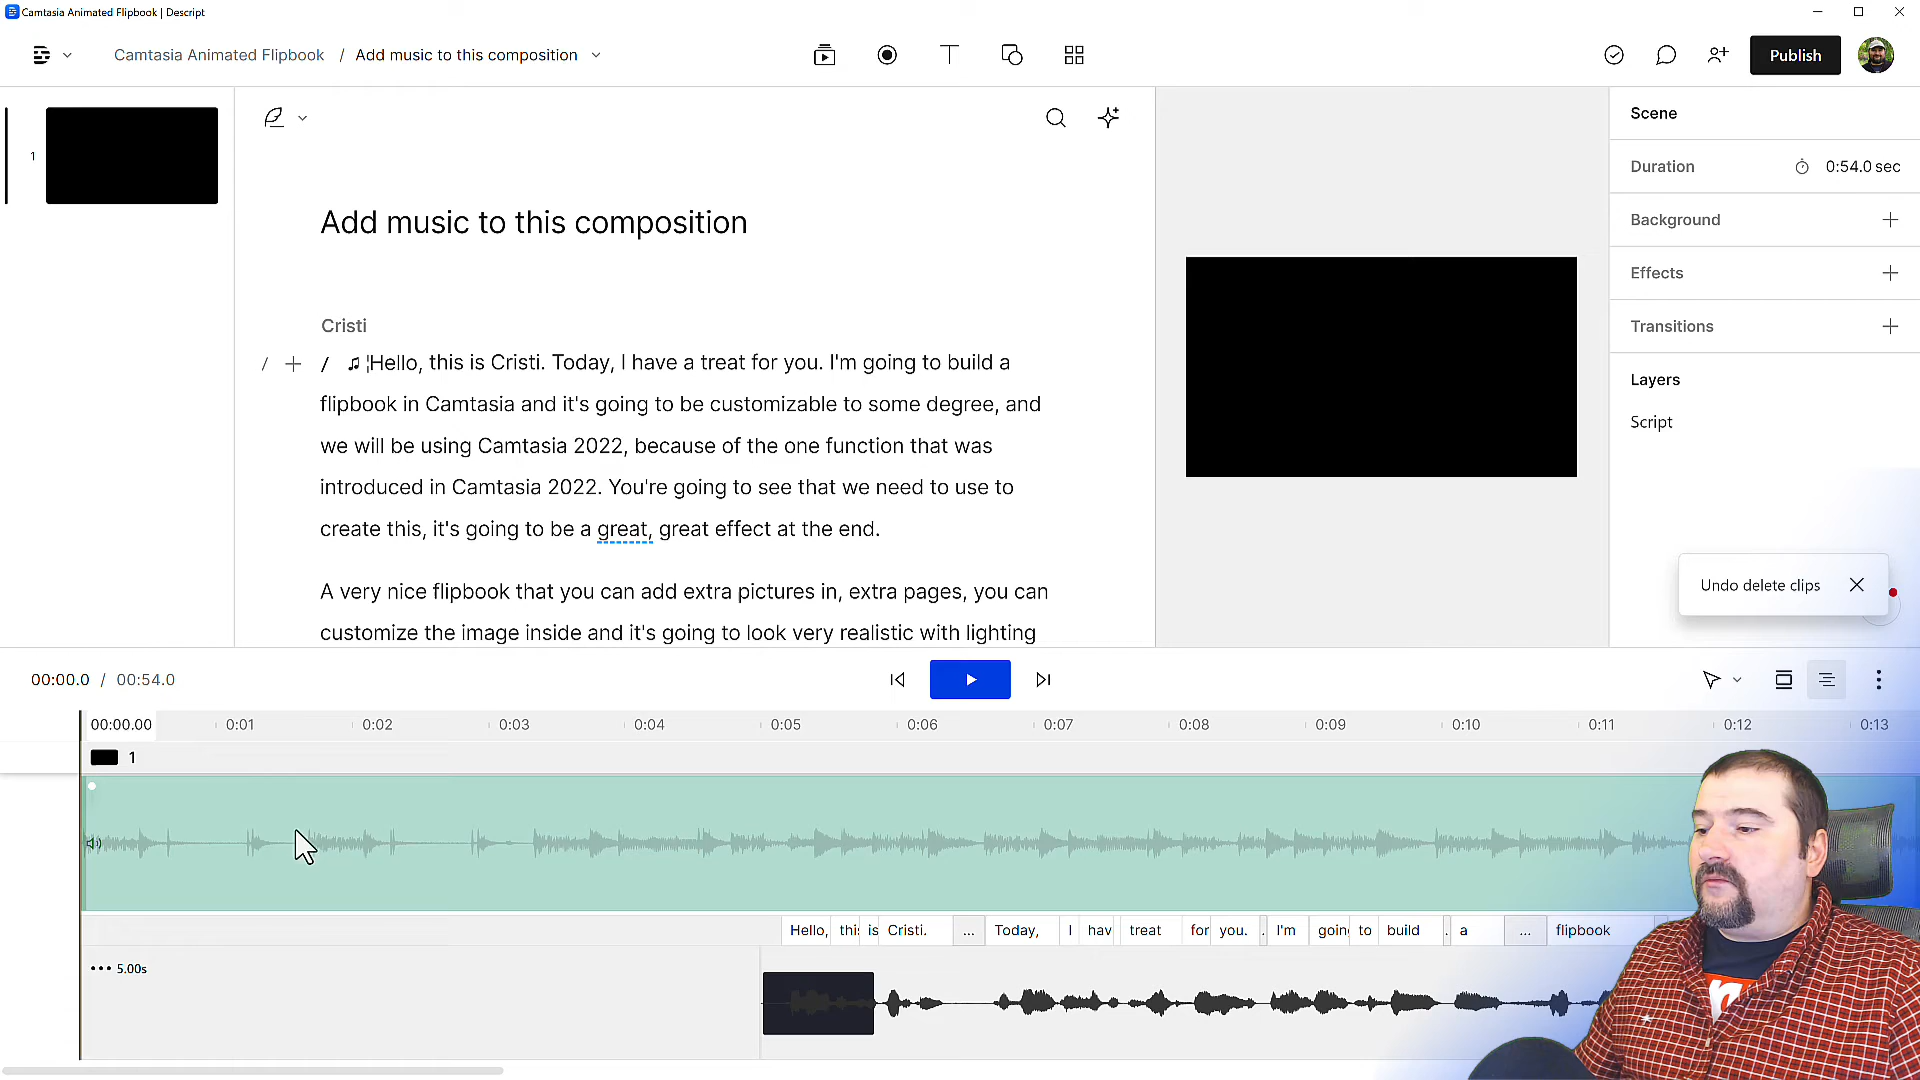 Camtasia Animated Flipbook | Descript
Camtasia Animated Flipbook / Add music to this composition
Publish
1
Add music to this composition
Cristi
/ + / ♫ ¦Hello, this is Cristi. Today, I have a treat for you. I'm going to build a
flipbook in Camtasia and it's going to be customizable to some degree, and
we will be using Camtasia 2022, because of the one function that was
introduced in Camtasia 2022. You're going to see that we need to use to
create this, it's going to be a great, great effect at the end.
A very nice flipbook that you can add extra pictures in, extra pages, you can
customize the image inside and it's going to look very realistic with lighting
Scene
Duration 0:54.0 sec
Background
Effects
Transitions
Layers
Script
Undo delete clips
00:00.0 / 00:54.0
00:00.00 0:01 0:02 0:03 0:04 0:05 0:06 0:07 0:08 0:09 0:10 0:11 0:12 0:13
1
Hello, this is Cristi. ... Today, I hav treat for you. . I'm going to build . a ... flipbook
••• 5.00s